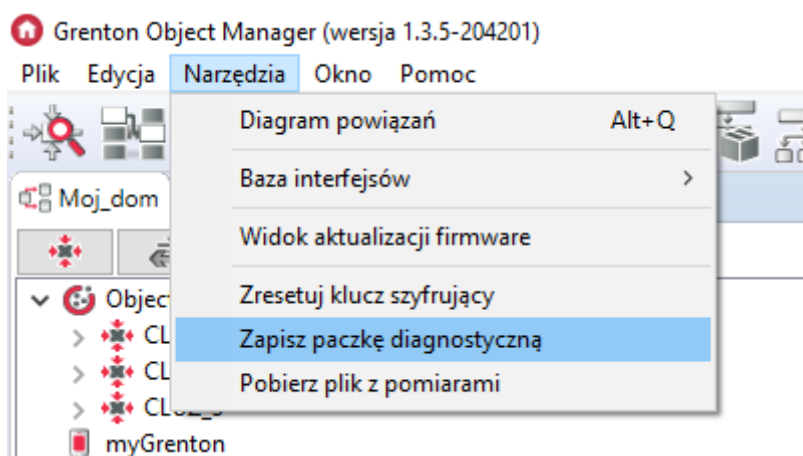 Grenton Object Manager (wersja 1.3.5-204201)
Plik Edycja Narzędzia Okno Pomoc
Diagram powiązań Alt+Q
Moj_dom
Baza interfejsów
Widok aktualizacji firmware
Zresetuj klucz szyfrujący
Zapisz paczkę diagnostyczną
Pobierz plik z pomiarami
myGrenton